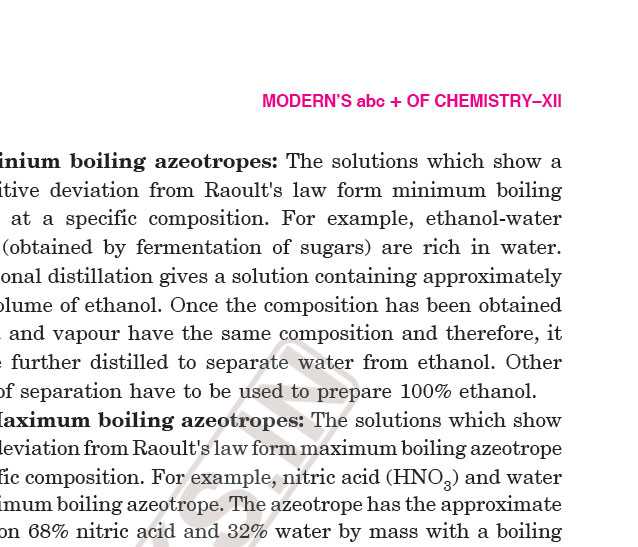 MODERN'S abc + OF CHEMISTRY–XII
inium boiling azeotropes: The solutions which show a
itive deviation from Raoult's law form minimum boiling
at a specific composition. For example, ethanol-water
(obtained by fermentation of sugars) are rich in water.
onal distillation gives a solution containing approximately
olume of ethanol. Once the composition has been obtained
and vapour have the same composition and therefore, it
further distilled to separate water from ethanol. Other
of separation have to be used to prepare 100% ethanol.
Maximum boiling azeotropes: The solutions which show
deviation from Raoult's law form maximum boiling azeotrope
fic composition. For example, nitric acid (HNO₃) and water
imum boiling azeotrope. The azeotrope has the approximate
on 68% nitric acid and 32% water by mass with a boiling
S.IN